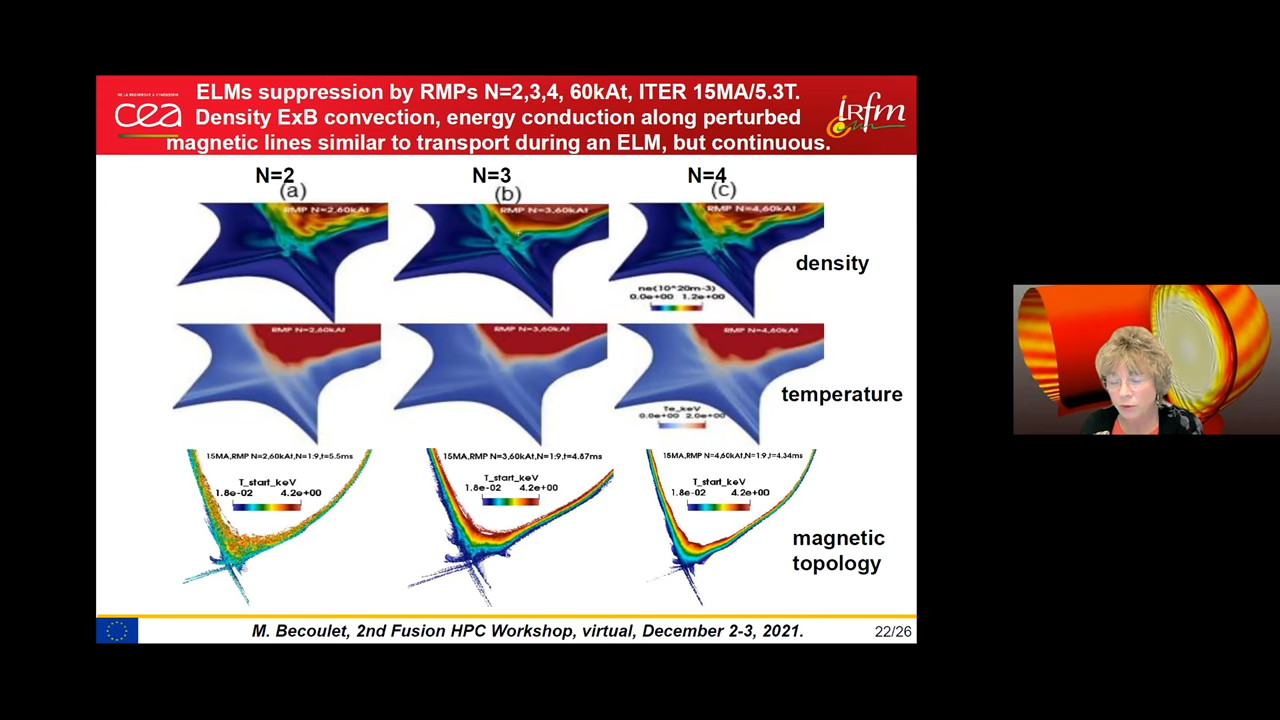 DE LA RECHERCHE À L'INDUSTRIE
cea
ELMs suppression by RMPs N=2,3,4, 60kAt, ITER 15MA/5.3T.
Density ExB convection, energy conduction along perturbed
magnetic lines similar to transport during an ELM, but continuous.
iRfm
N=2 N=3 N=4
(a) (b) (c)
RMP N=2,60kAt RMP N=3,60kAt RMP N=4,60kAt
density
ne(10^20m-3)
0.0e+00 1.2e+00
RMP N=2,60kAt RMP N=3,60kAt RMP N=4,60kAt
temperature
Te_keV
0.0e+00 2.0e+00
15MA,RMP N=2,60kAt,N=1:9,t=5.5ms 15MA,RMP N=3,60kAt,N=1:9,t=4.87ms 15MA,RMP N=4,60kAt,N=1:9,t=4.34ms
T_start_keV T_start_keV T_start_keV
1.8e-02 4.2e+00 1.8e-02 4.2e+00 1.8e-02 4.2e+00
magnetic
topology
M. Becoulet, 2nd Fusion HPC Workshop, virtual, December 2-3, 2021.
22/26